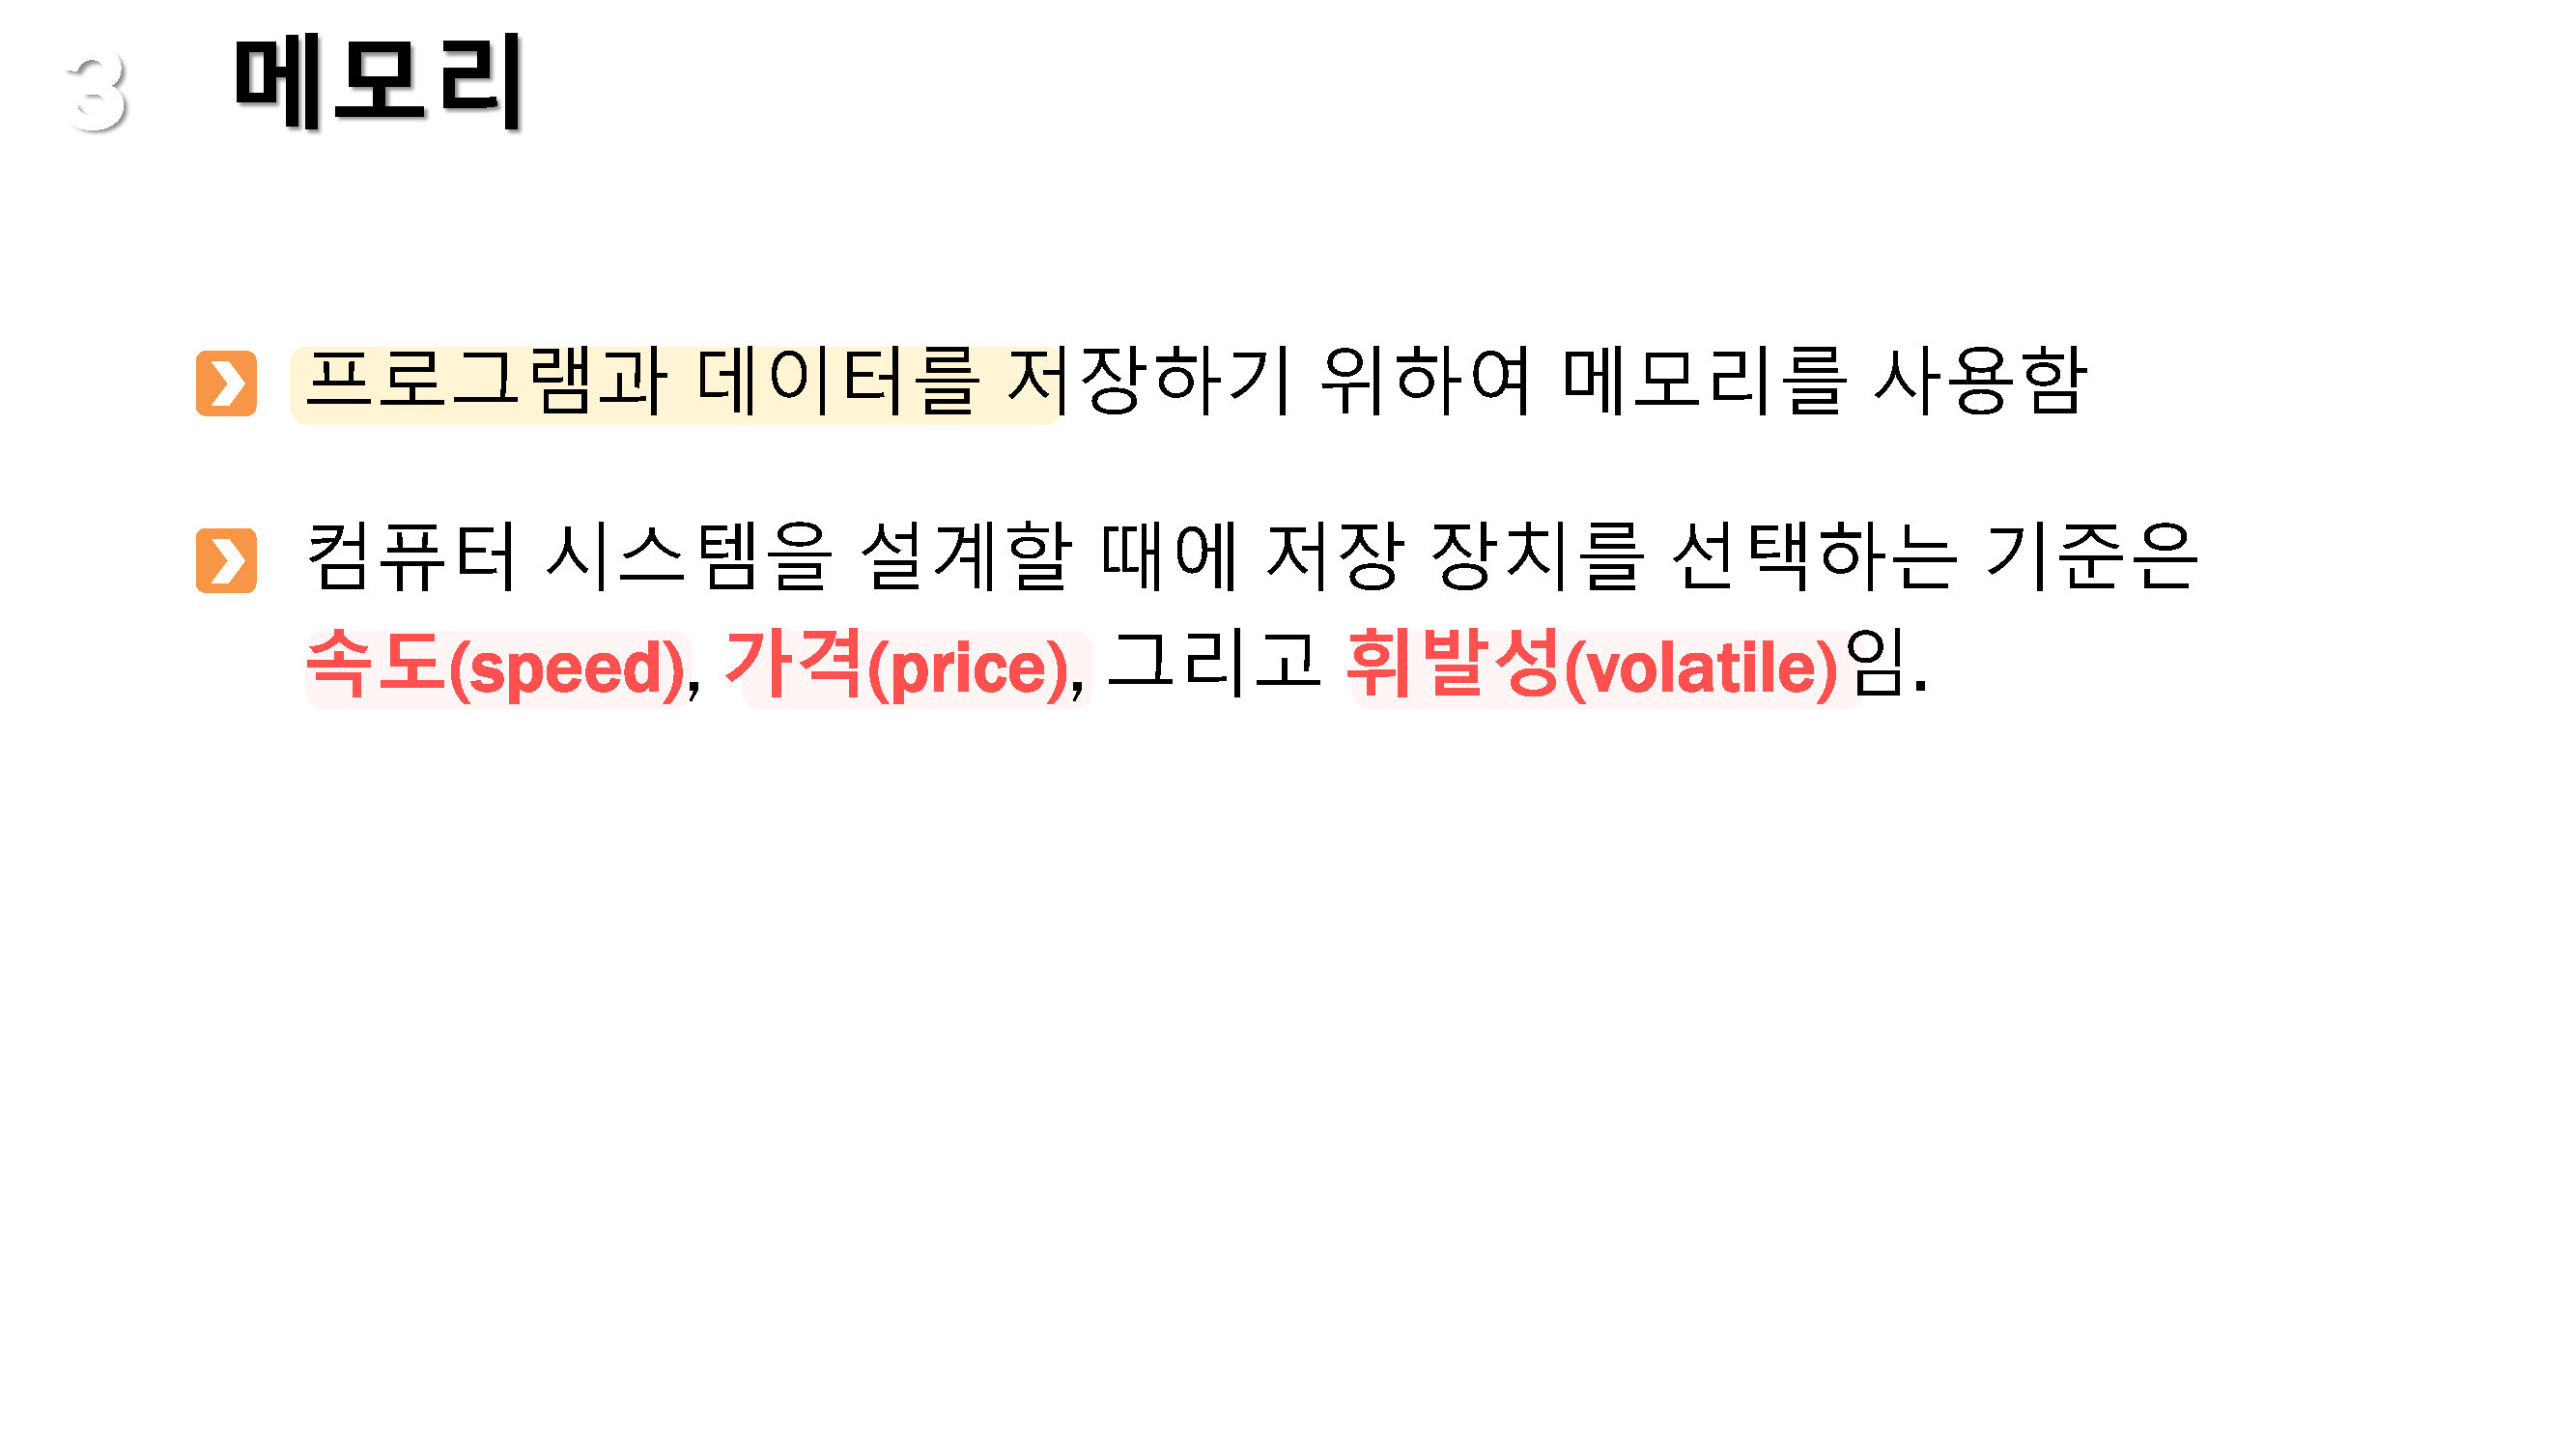 3 메모리
프로그램과 데이터를 저장하기 위하여 메모리를 사용함
컴퓨터 시스템을 설계할 때에 저장 장치를 선택하는 기준은
속도(speed), 가격(price), 그리고 휘발성(volatile)임.